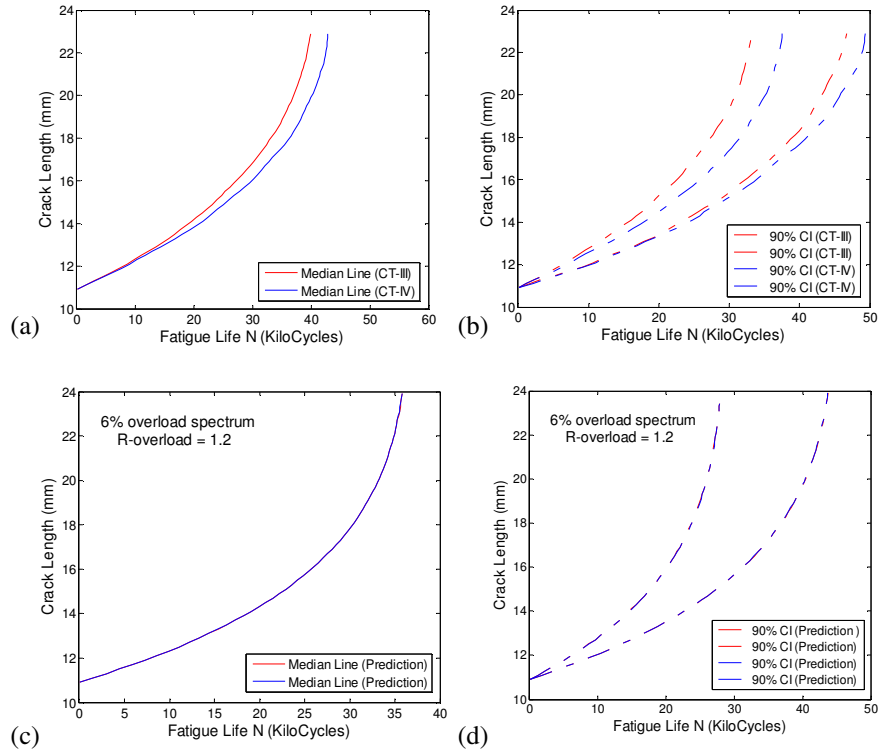 24
22
20
18
16
14
12
10
0 10 20 30 40 50 60
Crack Length (mm)
Fatigue Life N (KiloCycles)
Median Line (CT-III)
Median Line (CT-IV)
(a)
24
22
20
18
16
14
12
10
0 10 20 30 40 50
Crack Length (mm)
Fatigue Life N (KiloCycles)
90% CI (CT-III)
90% CI (CT-III)
90% CI (CT-IV)
90% CI (CT-IV)
(b)
24
22
20
18
16
14
12
10
0 5 10 15 20 25 30 35 40
Crack Length (mm)
Fatigue Life N (KiloCycles)
6% overload spectrum
R-overload = 1.2
Median Line (Prediction)
Median Line (Prediction)
(c)
24
22
20
18
16
14
12
10
0 10 20 30 40 50
Crack Length (mm)
Fatigue Life N (KiloCycles)
6% overload spectrum
R-overload = 1.2
90% CI (Prediction )
90% CI (Prediction)
90% CI (Prediction)
90% CI (Prediction)
(d)